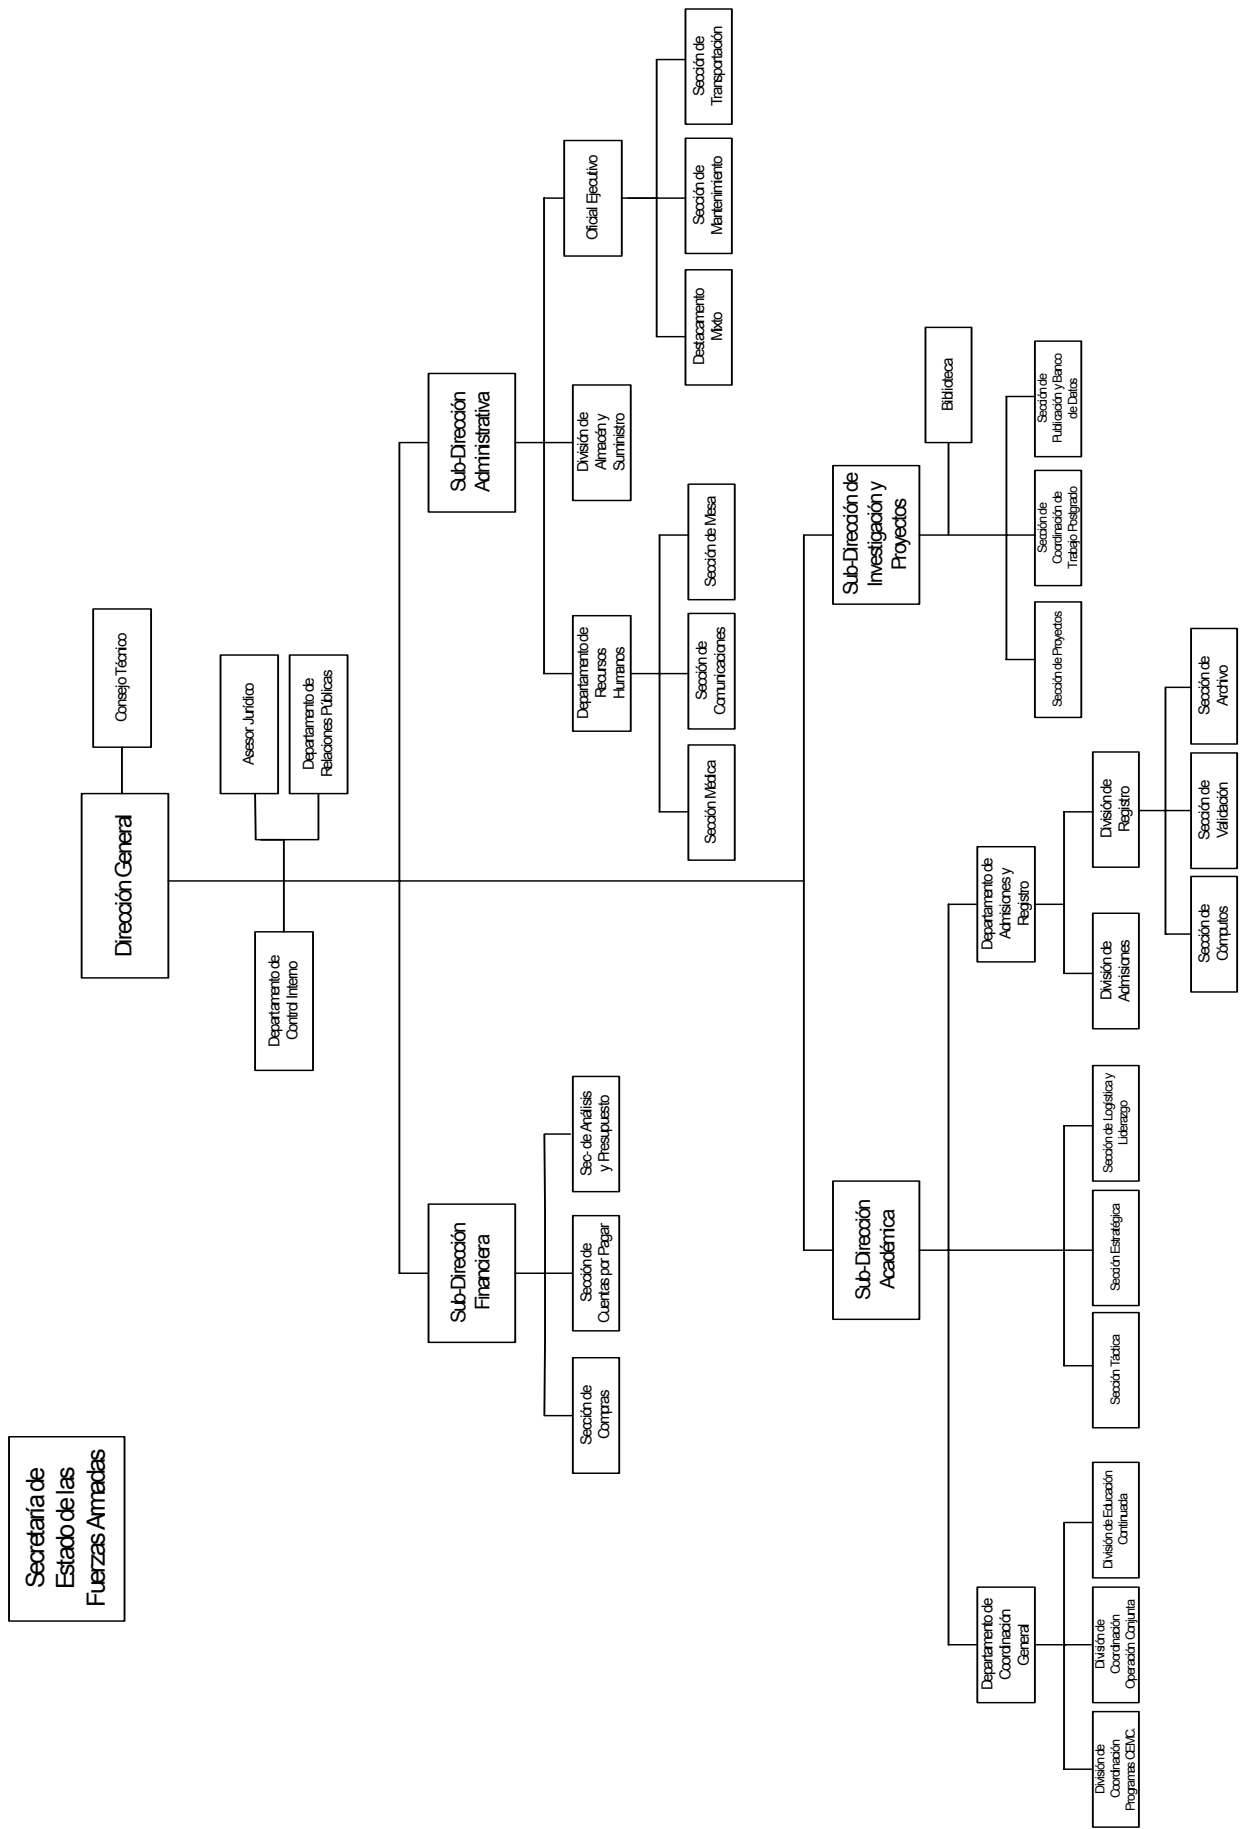 Secretaría de
Estado de las
Fuerzas Armadas
Dirección General
Consejo Técnico
Departamento de
Control Interno
Asesor Jurídico
Departamento de
Relaciones Públicas
Sub-Dirección
Financiera
Sub-Dirección
Administrativa
Sección de
Compras
Sección de
Cuentas por Pagar
Sec- de Análisis
y Presupuesto
Departamento de
Recursos
Humanos
División de
Almacén y
Suministro
Oficial Ejecutivo
Sección Médica
Sección de
Comunicaciones
Sección de Mesa
Destacamento
Mixto
Sección de
Mantenimiento
Sección de
Transportación
Sub-Dirección
Académica
Sub-Dirección de
Investigación y
Proyectos
Biblioteca
Departamento de
Coordinación
General
Departamento de
Admisiones y
Registro
Sección de Proyectos
Sección de
Coordinación de
Trabajo Postgrado
Sección de
Publicación y Banco
de Datos
División de
Coordinación
Programas CEMC.
División de
Coordinación
Operación Conjunta
División de Educación
Continuada
Sección Táctica
Sección Estratégica
Sección de Logística y
Liderazgo
División de
Admisiones
División de
Registro
Sección de
Cómputos
Sección de
Validación
Sección de
Archivo